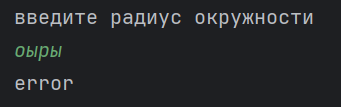 введите радиус окружности
оыры
error